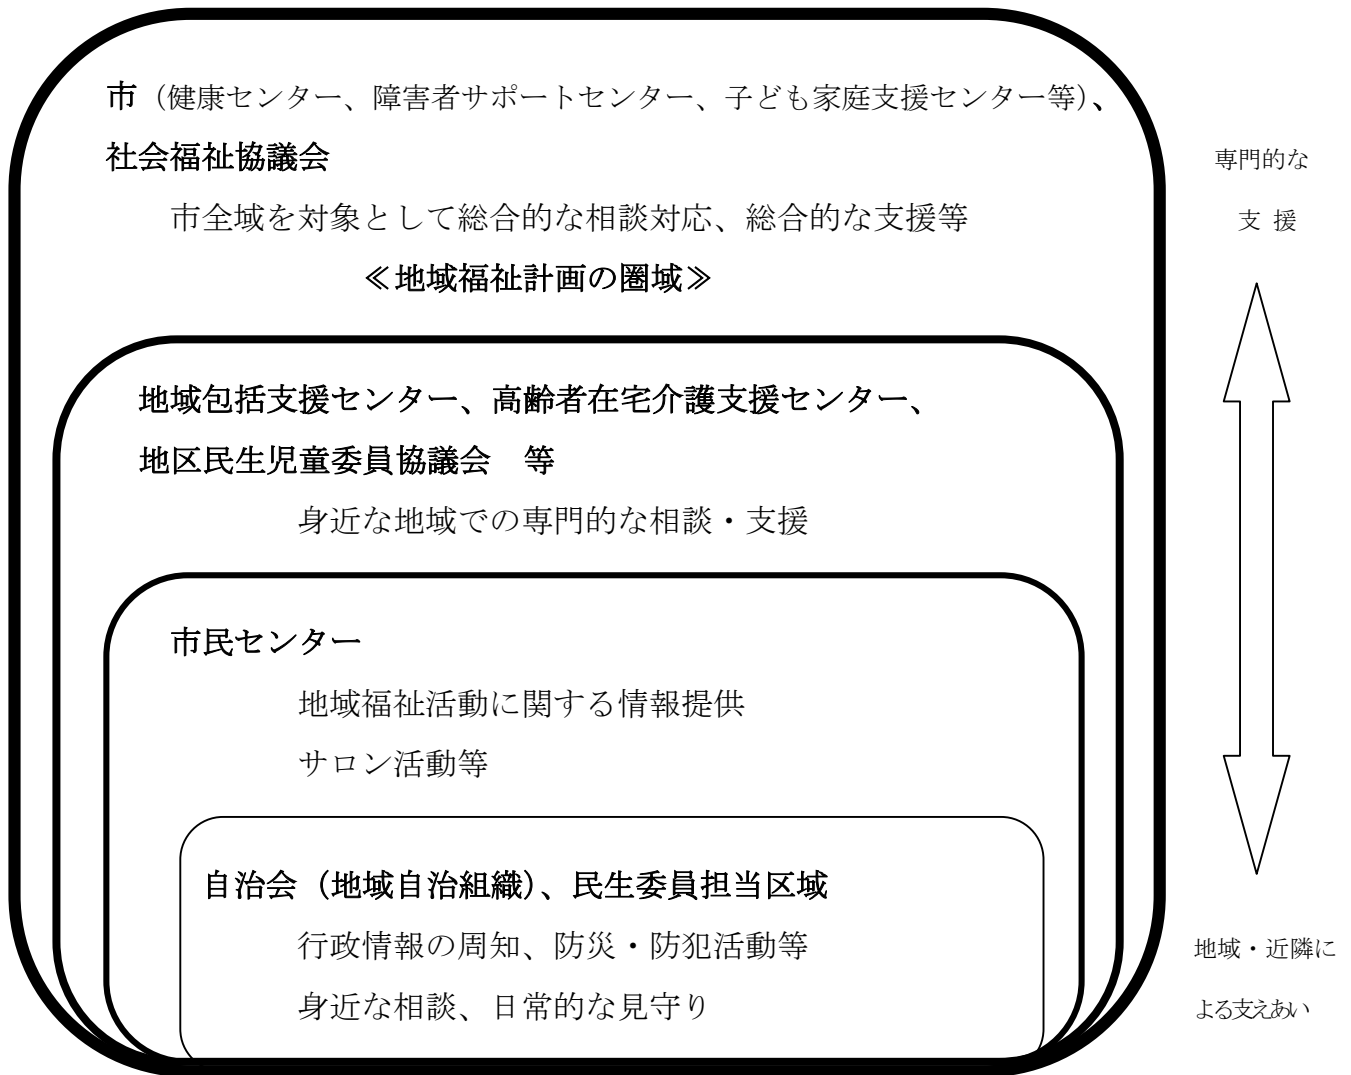 市（健康センター、障害者サポートセンター、子ども家庭支援センター等）、
社会福祉協議会
市全域を対象として総合的な相談対応、総合的な支援等
≪地域福祉計画の圏域≫
地域包括支援センター、高齢者在宅介護支援センター、
地区民生児童委員協議会　等
身近な地域での専門的な相談・支援
市民センター
地域福祉活動に関する情報提供
サロン活動等
自治会（地域自治組織）、民生委員担当区域
行政情報の周知、防災・防犯活動等
身近な相談、日常的な見守り
専門的な
支 援
地域・近隣に
よる支えあい